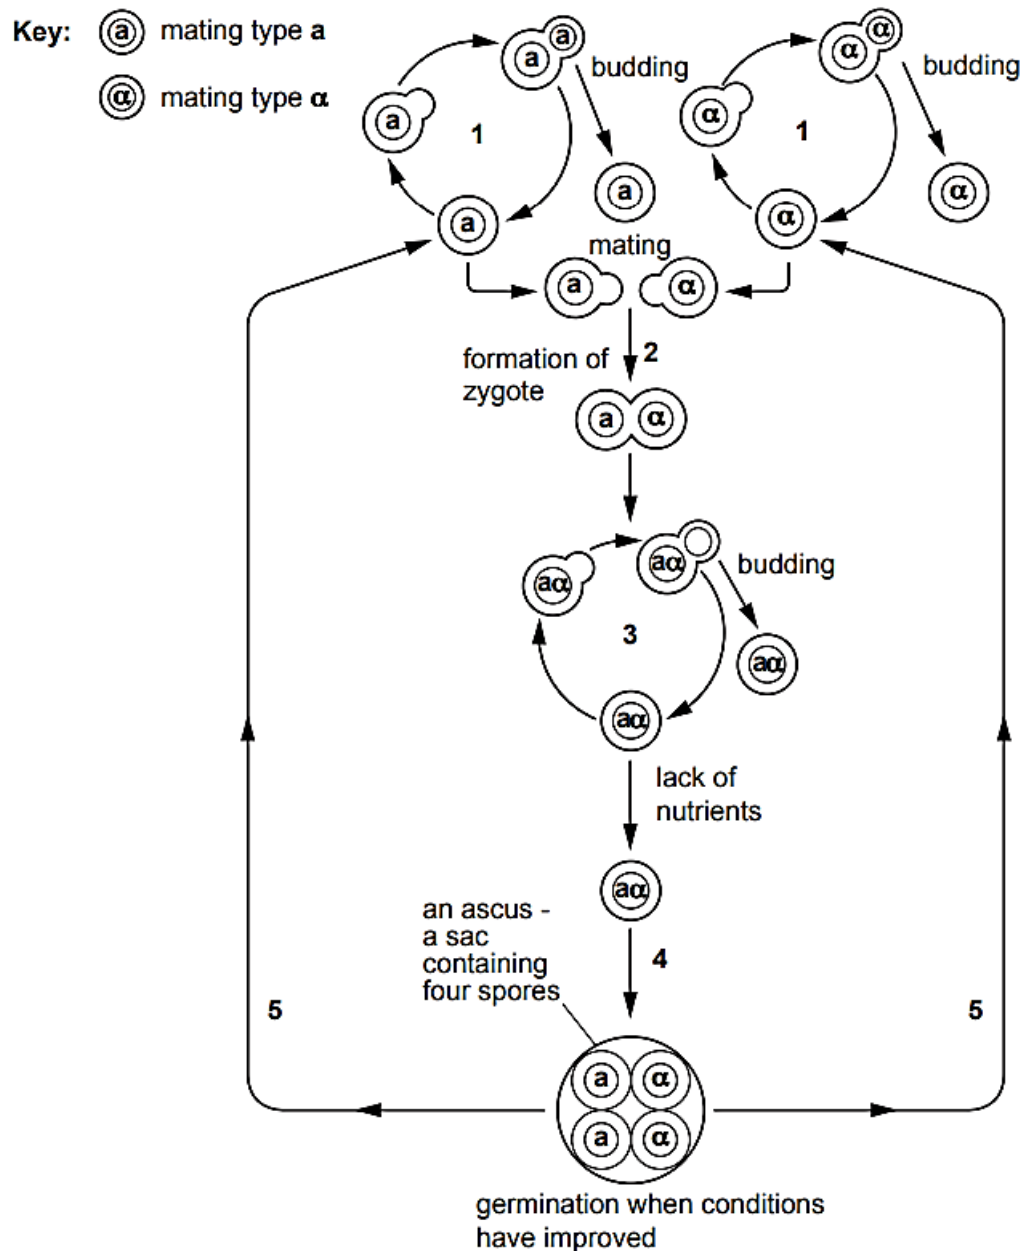 Key: a mating type a
α mating type α
a
a
budding
a
1
a
a
α
α
budding
α
1
α
α
mating
a
α
2
formation of
zygote
a α
aα
aα
budding
3
aα
aα
lack of
nutrients
aα
an ascus -
a sac
containing
four spores
4
5
5
a α
a α
germination when conditions
have improved